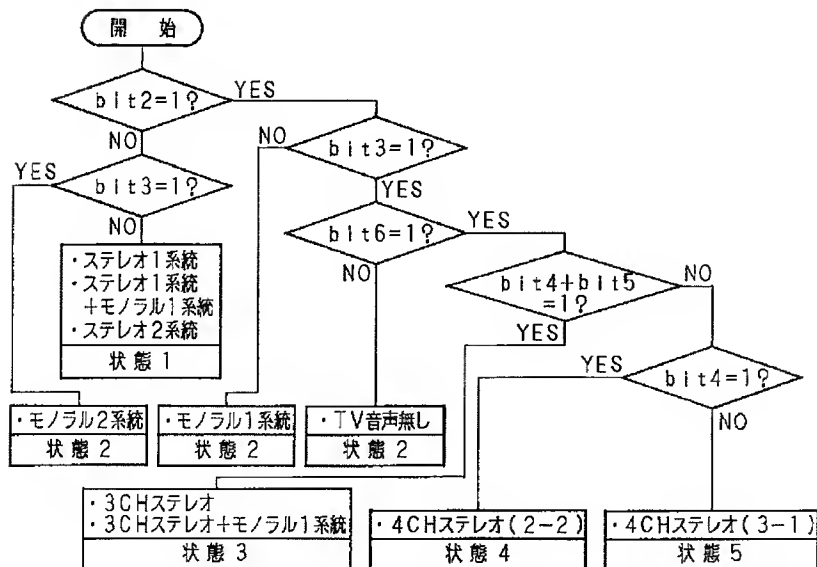 開 始
bit2=1?
YES
NO
bit3=1?
YES
NO
・ステレオ1系統
・ステレオ1系統
+モノラル1系統
・ステレオ2系統
状態1
・モノラル2系統
状態2
bit3=1?
NO
YES
・モノラル1系統
状態2
bit6=1?
YES
NO
・TV音声無し
状態2
bit4+bit5
=1?
NO
YES
・3CHステレオ
・3CHステレオ+モノラル1系統
状態3
bit4=1?
YES
NO
・4CHステレオ(2-2)
状態4
・4CHステレオ(3-1)
状態5